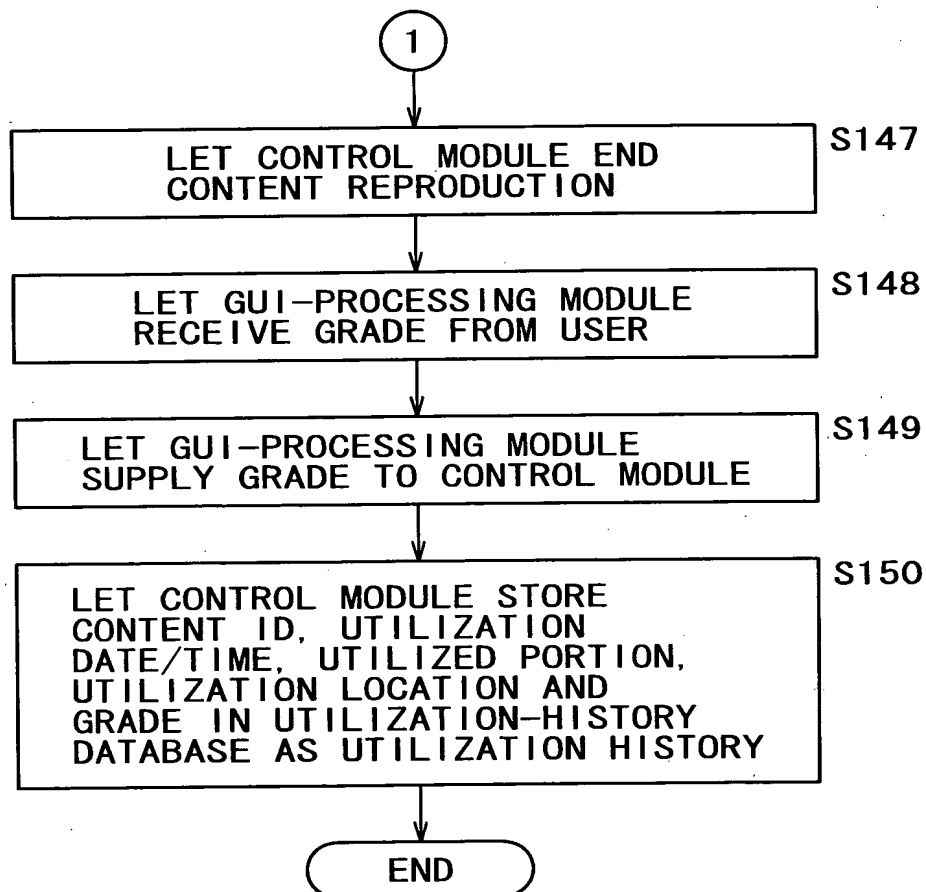 1
S147
LET CONTROL MODULE END
CONTENT REPRODUCTION
S148
LET GUI-PROCESSING MODULE
RECEIVE GRADE FROM USER
S149
LET GUI-PROCESSING MODULE
SUPPLY GRADE TO CONTROL MODULE
S150
LET CONTROL MODULE STORE
CONTENT ID, UTILIZATION
DATE/TIME, UTILIZED PORTION,
UTILIZATION LOCATION AND
GRADE IN UTILIZATION-HISTORY
DATABASE AS UTILIZATION HISTORY
END